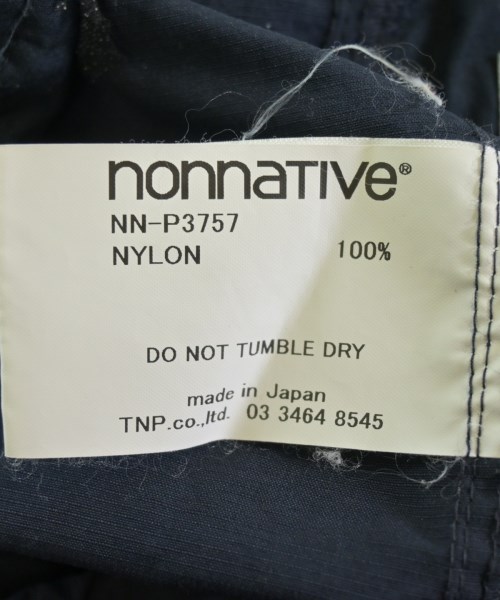 nonnative®
NN-P3757
NYLON 100%
DO NOT TUMBLE DRY
made in Japan
TNP.co.,ltd. 03 3464 8545